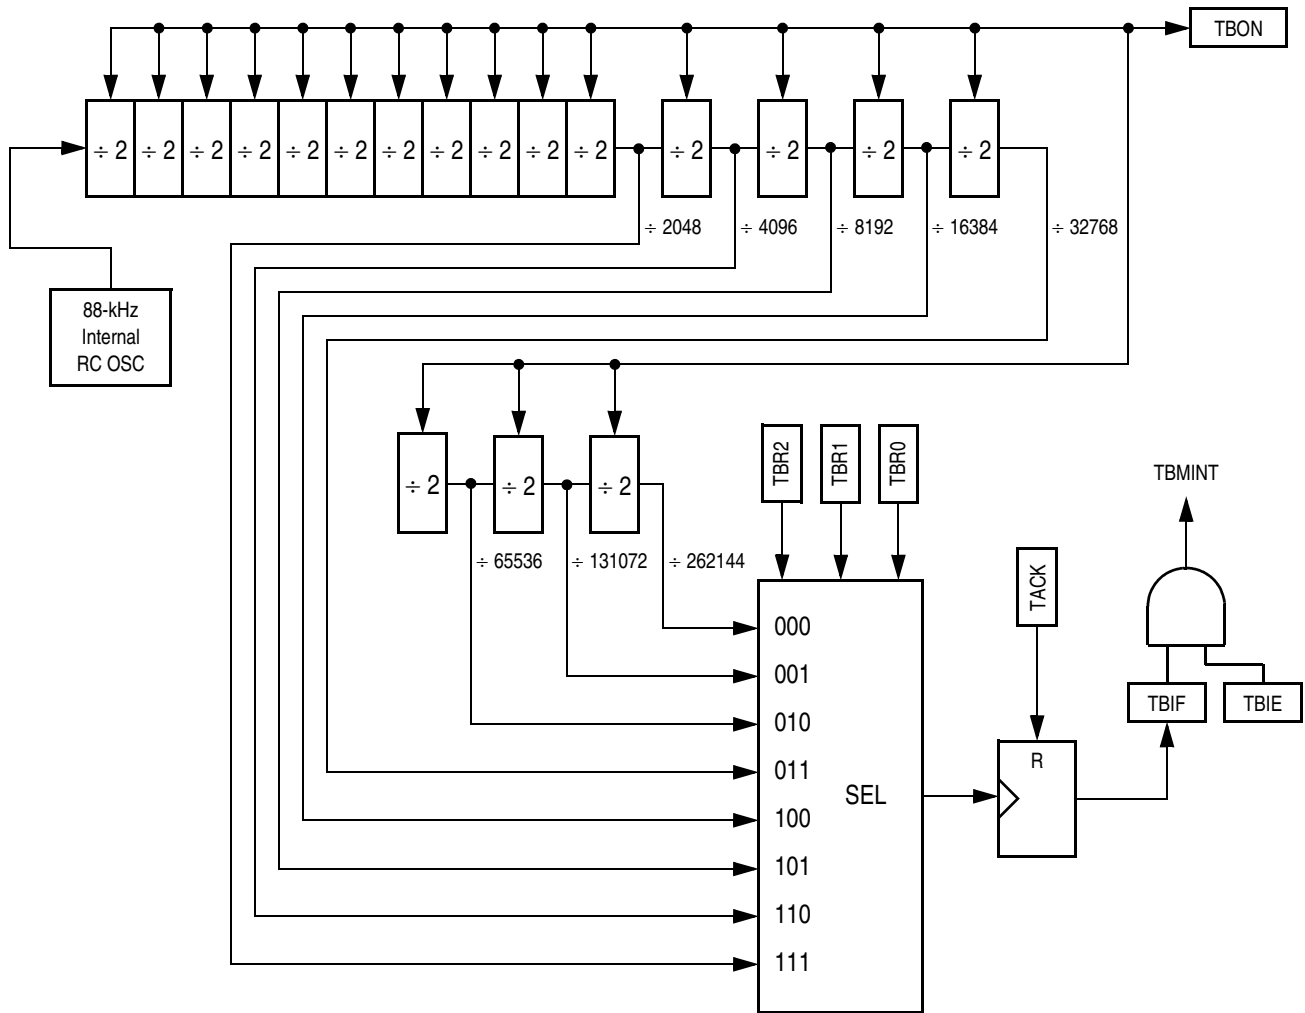 TBON
÷ 2 ÷ 2 ÷ 2 ÷ 2 ÷ 2 ÷ 2 ÷ 2 ÷ 2 ÷ 2 ÷ 2 ÷ 2 ÷ 2 ÷ 2 ÷ 2 ÷ 2
÷ 2048 ÷ 4096 ÷ 8192 ÷ 16384 ÷ 32768
88-kHz
Internal
RC OSC
÷ 2 ÷ 2 ÷ 2
÷ 65536 ÷ 131072 ÷ 262144
TBR2
TBR1
TBR0
TBMINT
TACK
TBIF TBIE
000
001
010
011
100
101
110
111
SEL
R